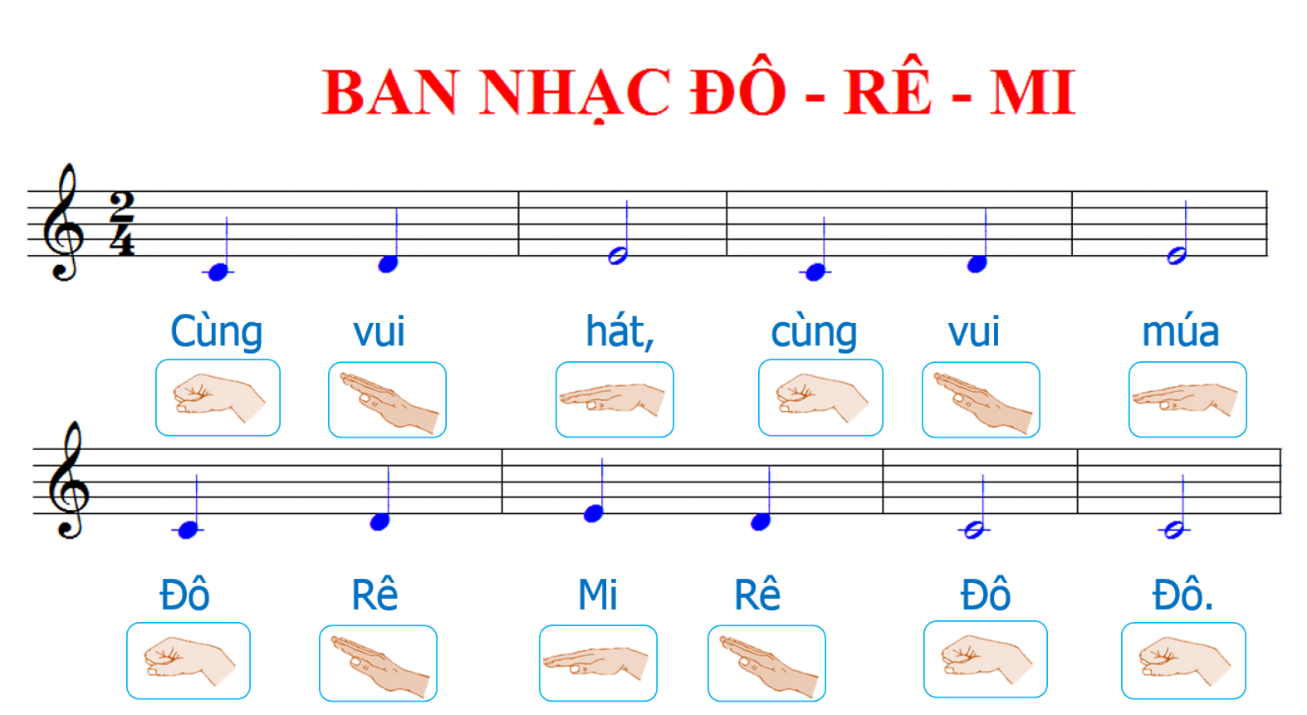 BAN NHẠC ĐÔ - RÊ - MI
2
4
Cùng vui hát, cùng vui múa
Đô Rê Mi Rê Đô Đô.